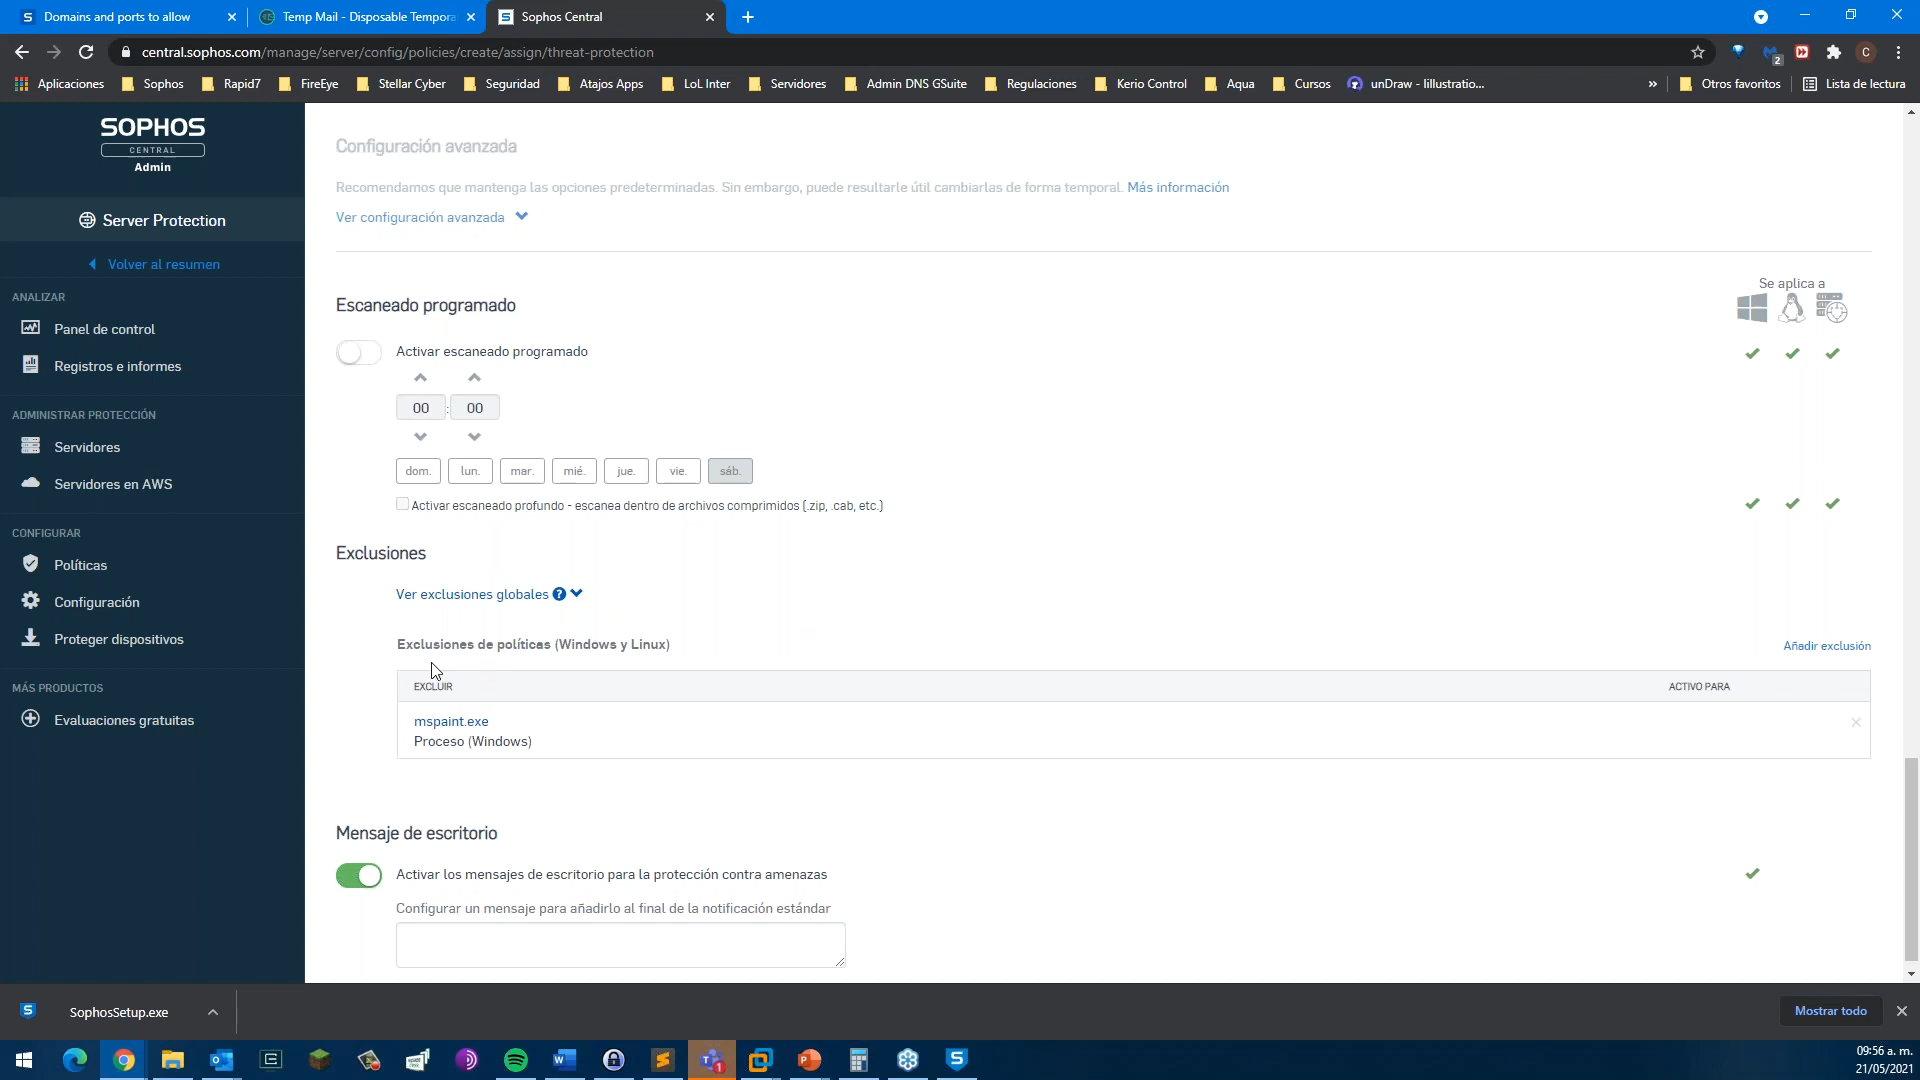 Domains and ports to allow
Temp Mail - Disposable Tempora
Sophos Central
central.sophos.com/manage/server/config/policies/create/assign/threat-protection
C
2
Aplicaciones
Sophos
Rapid7
FireEye
Stellar Cyber
Seguridad
Atajos Apps
LoL Inter
Servidores
Admin DNS GSuite
Regulaciones
Kerio Control
Aqua
Cursos
unDraw - Iillustratio...
»
Otros favoritos
Lista de lectura
SOPHOS
CENTRAL
Admin
Server Protection
Volver al resumen
ANALIZAR
Panel de control
Registros e informes
ADMINISTRAR PROTECCIÓN
Servidores
Servidores en AWS
CONFIGURAR
Políticas
Configuración
Proteger dispositivos
MÁS PRODUCTOS
Evaluaciones gratuitas
Configuración avanzada
Recomendamos que mantenga las opciones predeterminadas. Sin embargo, puede resultarle útil cambiarlas de forma temporal. Más información
Ver configuración avanzada
Se aplica a
Escaneado programado
Activar escaneado programado
00 : 00
dom. lun. mar. mié. jue. vie. sáb.
Activar escaneado profundo - escanea dentro de archivos comprimidos (.zip, .cab, etc.)
Exclusiones
Ver exclusiones globales ?
Exclusiones de políticas (Windows y Linux)
Añadir exclusión
EXCLUIR
ACTIVO PARA
mspaint.exe
Proceso (Windows)
Mensaje de escritorio
Activar los mensajes de escritorio para la protección contra amenazas
Configurar un mensaje para añadirlo al final de la notificación estándar
SophosSetup.exe
Mostrar todo
09:56 a. m.
21/05/2021